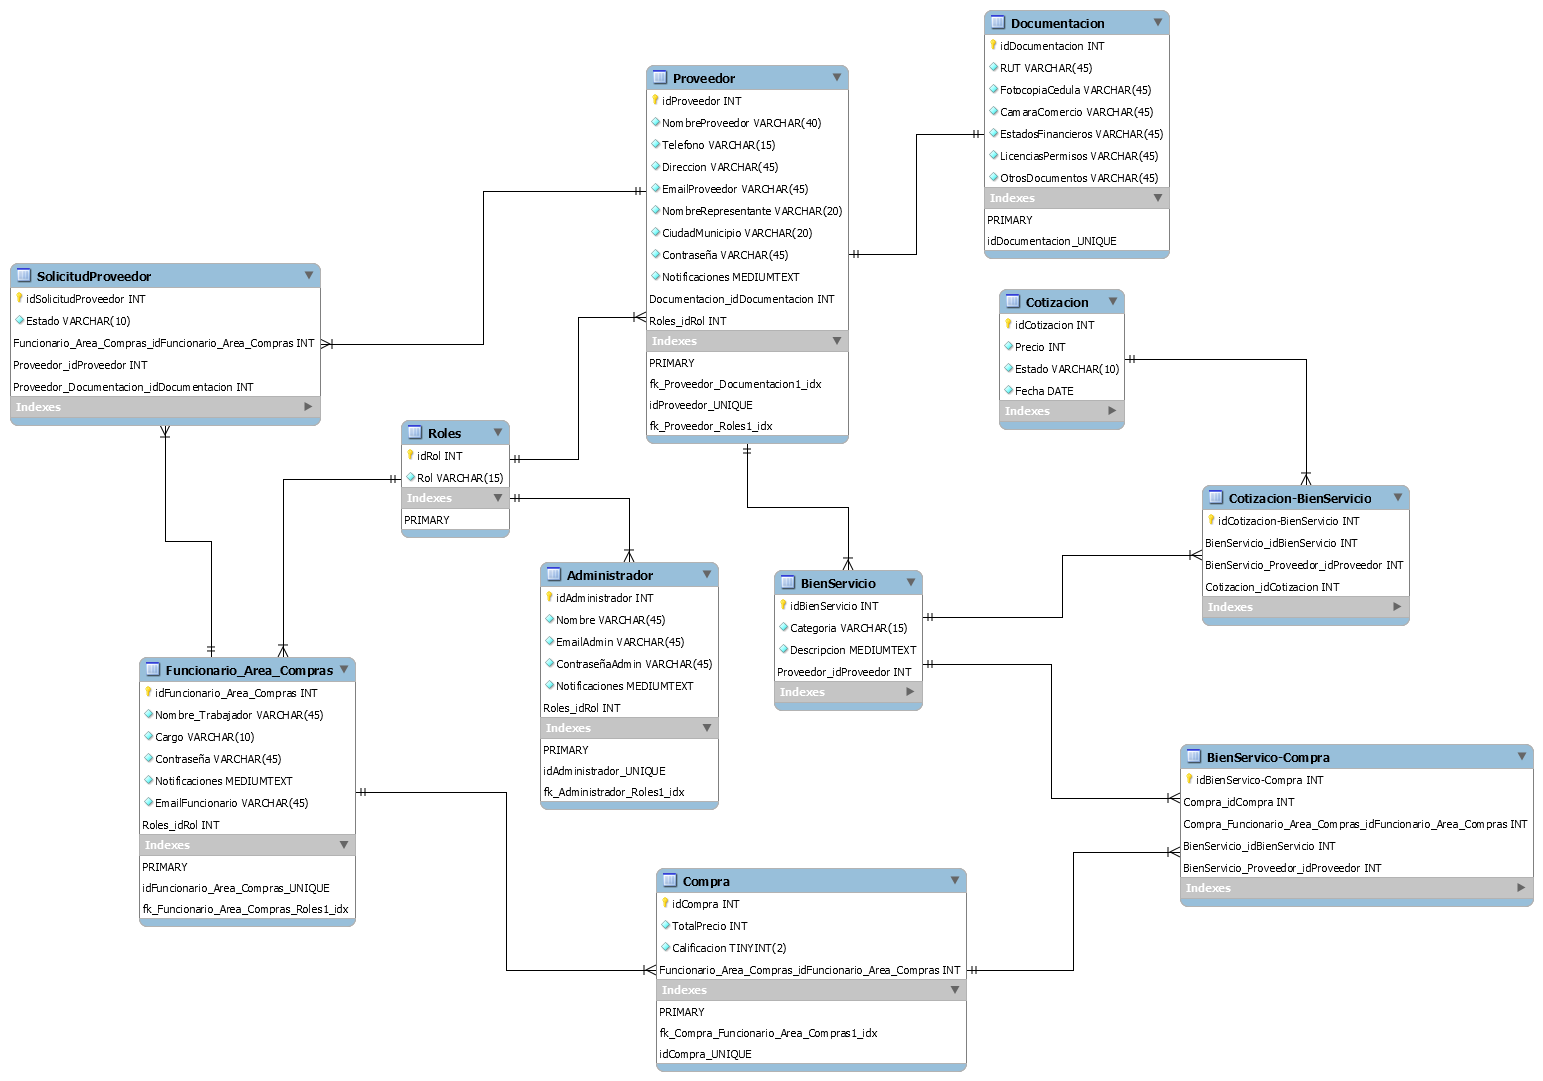 Documentacion
idDocumentacion INT
RUT VARCHAR(45)
FotocopiaCedula VARCHAR(45)
CamaraComercio VARCHAR(45)
EstadosFinancieros VARCHAR(45)
LicenciasPermisos VARCHAR(45)
OtrosDocumentos VARCHAR(45)
Indexes
PRIMARY
idDocumentacion_UNIQUE
Proveedor
idProveedor INT
NombreProveedor VARCHAR(40)
Telefono VARCHAR(15)
Direccion VARCHAR(45)
EmailProveedor VARCHAR(45)
NombreRepresentante VARCHAR(20)
CiudadMunicipio VARCHAR(20)
Contraseña VARCHAR(45)
Notificaciones MEDIUMTEXT
Documentacion_idDocumentacion INT
Roles_idRol INT
Indexes
PRIMARY
fk_Proveedor_Documentacion1_idx
idProveedor_UNIQUE
fk_Proveedor_Roles1_idx
SolicitudProveedor
idSolicitudProveedor INT
Estado VARCHAR(10)
Funcionario_Area_Compras_idFuncionario_Area_Compras INT
Proveedor_idProveedor INT
Proveedor_Documentacion_idDocumentacion INT
Indexes
Cotizacion
idCotizacion INT
Precio INT
Estado VARCHAR(10)
Fecha DATE
Indexes
Roles
idRol INT
Rol VARCHAR(15)
Indexes
PRIMARY
Cotizacion-BienServicio
idCotizacion-BienServicio INT
BienServicio_idBienServicio INT
BienServicio_Proveedor_idProveedor INT
Cotizacion_idCotizacion INT
Indexes
Administrador
idAdministrador INT
Nombre VARCHAR(45)
EmailAdmin VARCHAR(45)
ContraseñaAdmin VARCHAR(45)
Notificaciones MEDIUMTEXT
Roles_idRol INT
Indexes
PRIMARY
idAdministrador_UNIQUE
fk_Administrador_Roles1_idx
BienServicio
idBienServicio INT
Categoria VARCHAR(15)
Descripcion MEDIUMTEXT
Proveedor_idProveedor INT
Indexes
Funcionario_Area_Compras
idFuncionario_Area_Compras INT
Nombre_Trabajador VARCHAR(45)
Cargo VARCHAR(10)
Contraseña VARCHAR(45)
Notificaciones MEDIUMTEXT
EmailFuncionario VARCHAR(45)
Roles_idRol INT
Indexes
PRIMARY
idFuncionario_Area_Compras_UNIQUE
fk_Funcionario_Area_Compras_Roles1_idx
BienServico-Compra
idBienServico-Compra INT
Compra_idCompra INT
Compra_Funcionario_Area_Compras_idFuncionario_Area_Compras INT
BienServicio_idBienServicio INT
BienServicio_Proveedor_idProveedor INT
Indexes
Compra
idCompra INT
TotalPrecio INT
Calificacion TINYINT(2)
Funcionario_Area_Compras_idFuncionario_Area_Compras INT
Indexes
PRIMARY
fk_Compra_Funcionario_Area_Compras1_idx
idCompra_UNIQUE